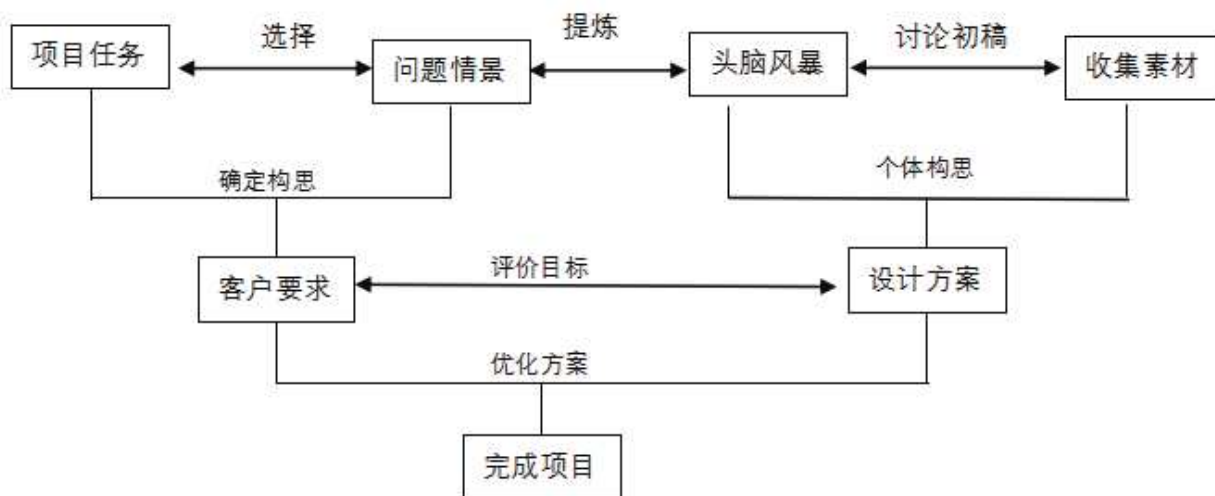 项目任务
选择
问题情景
提炼
头脑风暴
讨论初稿
收集素材
确定构思
个体构思
客户要求
评价目标
设计方案
优化方案
完成项目